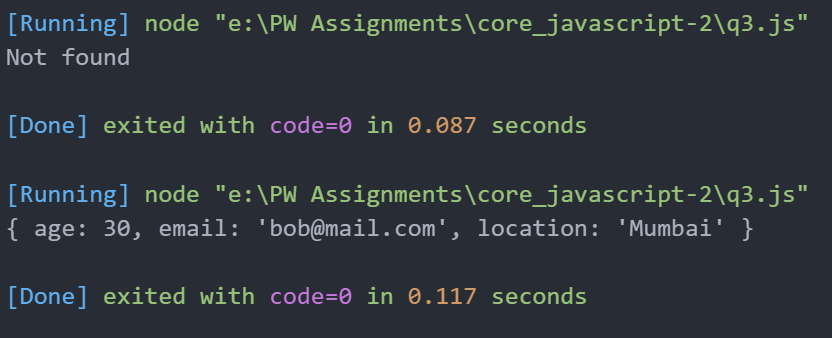 [Running] node "e:\PW Assignments\core_javascript-2\q3.js"
Not found
[Done] exited with code=0 in 0.087 seconds
[Running] node "e:\PW Assignments\core_javascript-2\q3.js"
{ age: 30, email: 'bob@mail.com', location: 'Mumbai' }
[Done] exited with code=0 in 0.117 seconds